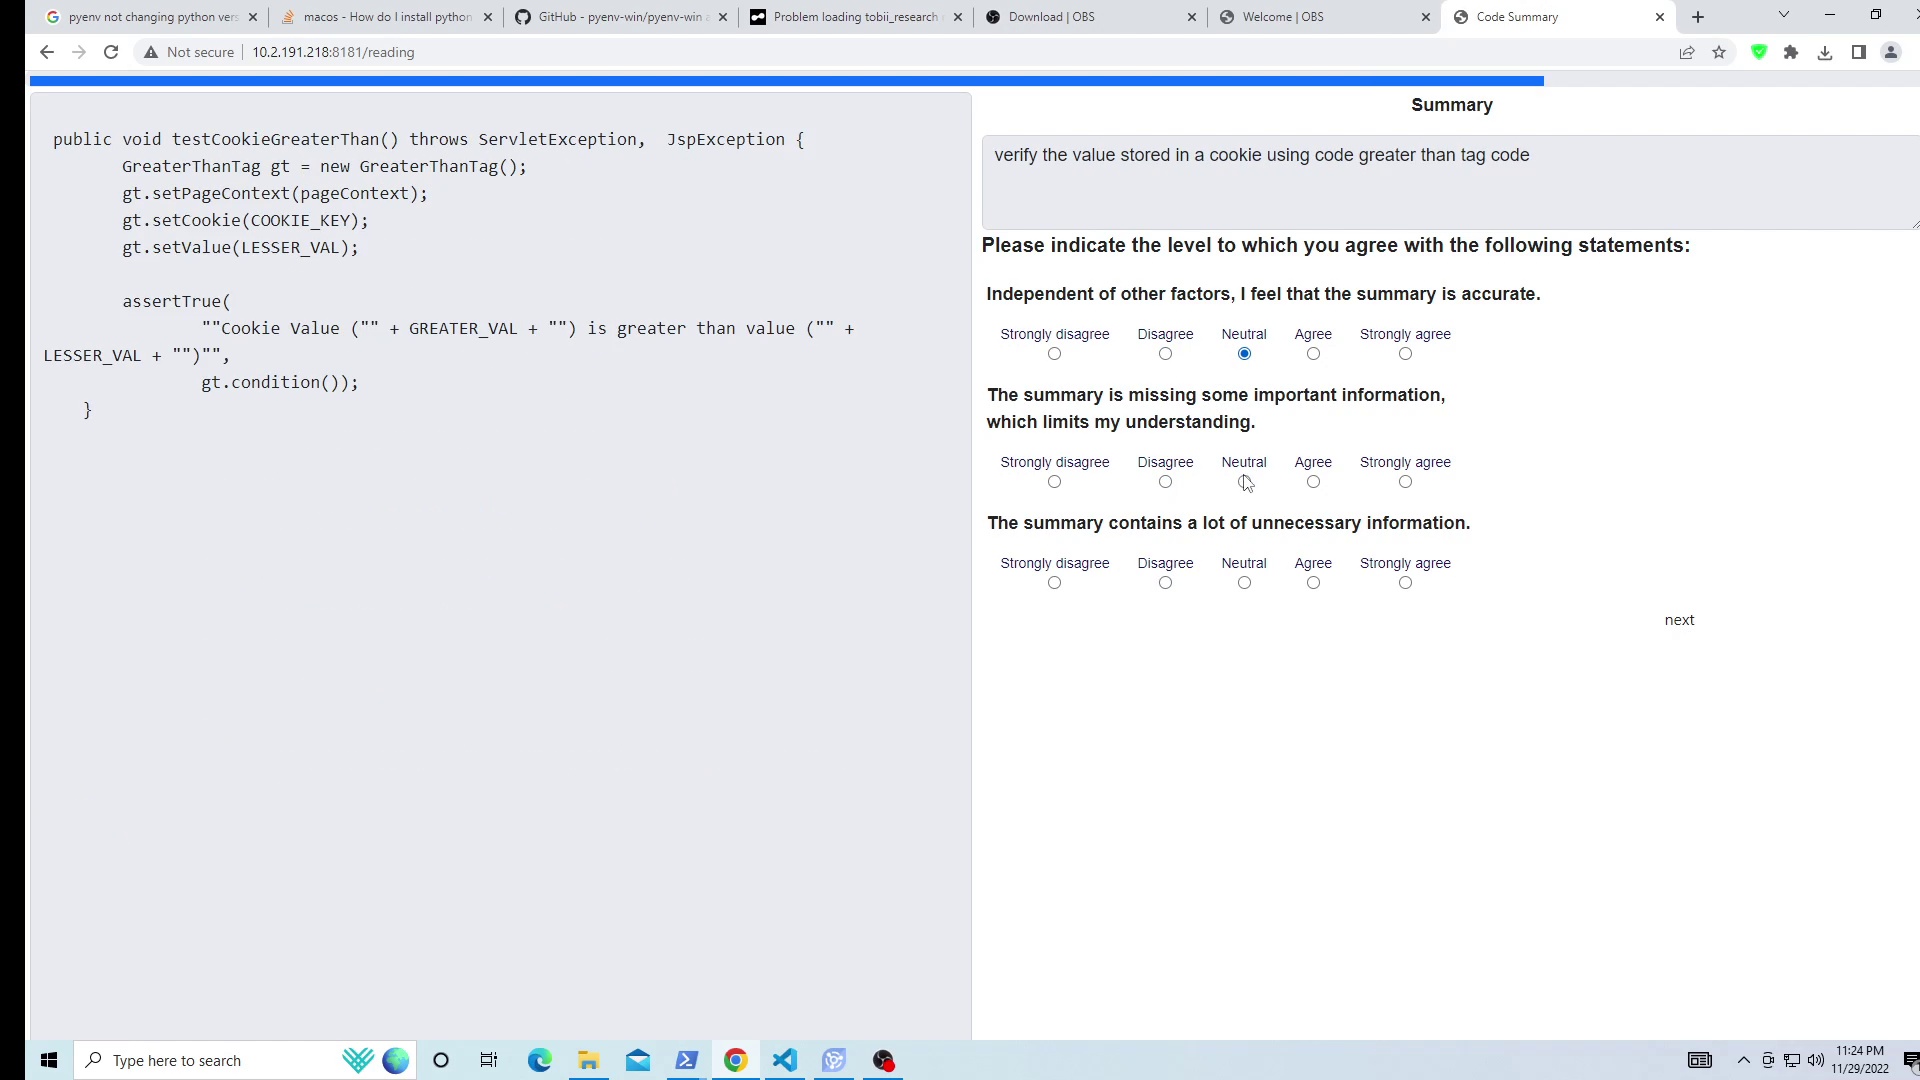 pyenv not changing python vers
macos - How do I install python
GitHub - pyenv-win/pyenv-win a
Problem loading tobii_research
Download | OBS
Welcome | OBS
Code Summary
Not secure
10.2.191.218:8181/reading
public void testCookieGreaterThan() throws ServletException,  JspException {
GreaterThanTag gt = new GreaterThanTag();
gt.setPageContext(pageContext);
gt.setCookie(COOKIE_KEY);
gt.setValue(LESSER_VAL);
assertTrue(
""Cookie Value ("" + GREATER_VAL + "") is greater than value ("" +
LESSER_VAL + "")"",
gt.condition());
}
Summary
verify the value stored in a cookie using code greater than tag code
Please indicate the level to which you agree with the following statements:
Independent of other factors, I feel that the summary is accurate.
Strongly disagree Disagree Neutral Agree Strongly agree
The summary is missing some important information,
which limits my understanding.
Strongly disagree Disagree Neutral Agree Strongly agree
The summary contains a lot of unnecessary information.
Strongly disagree Disagree Neutral Agree Strongly agree
next
Type here to search
11:24 PM
11/29/2022